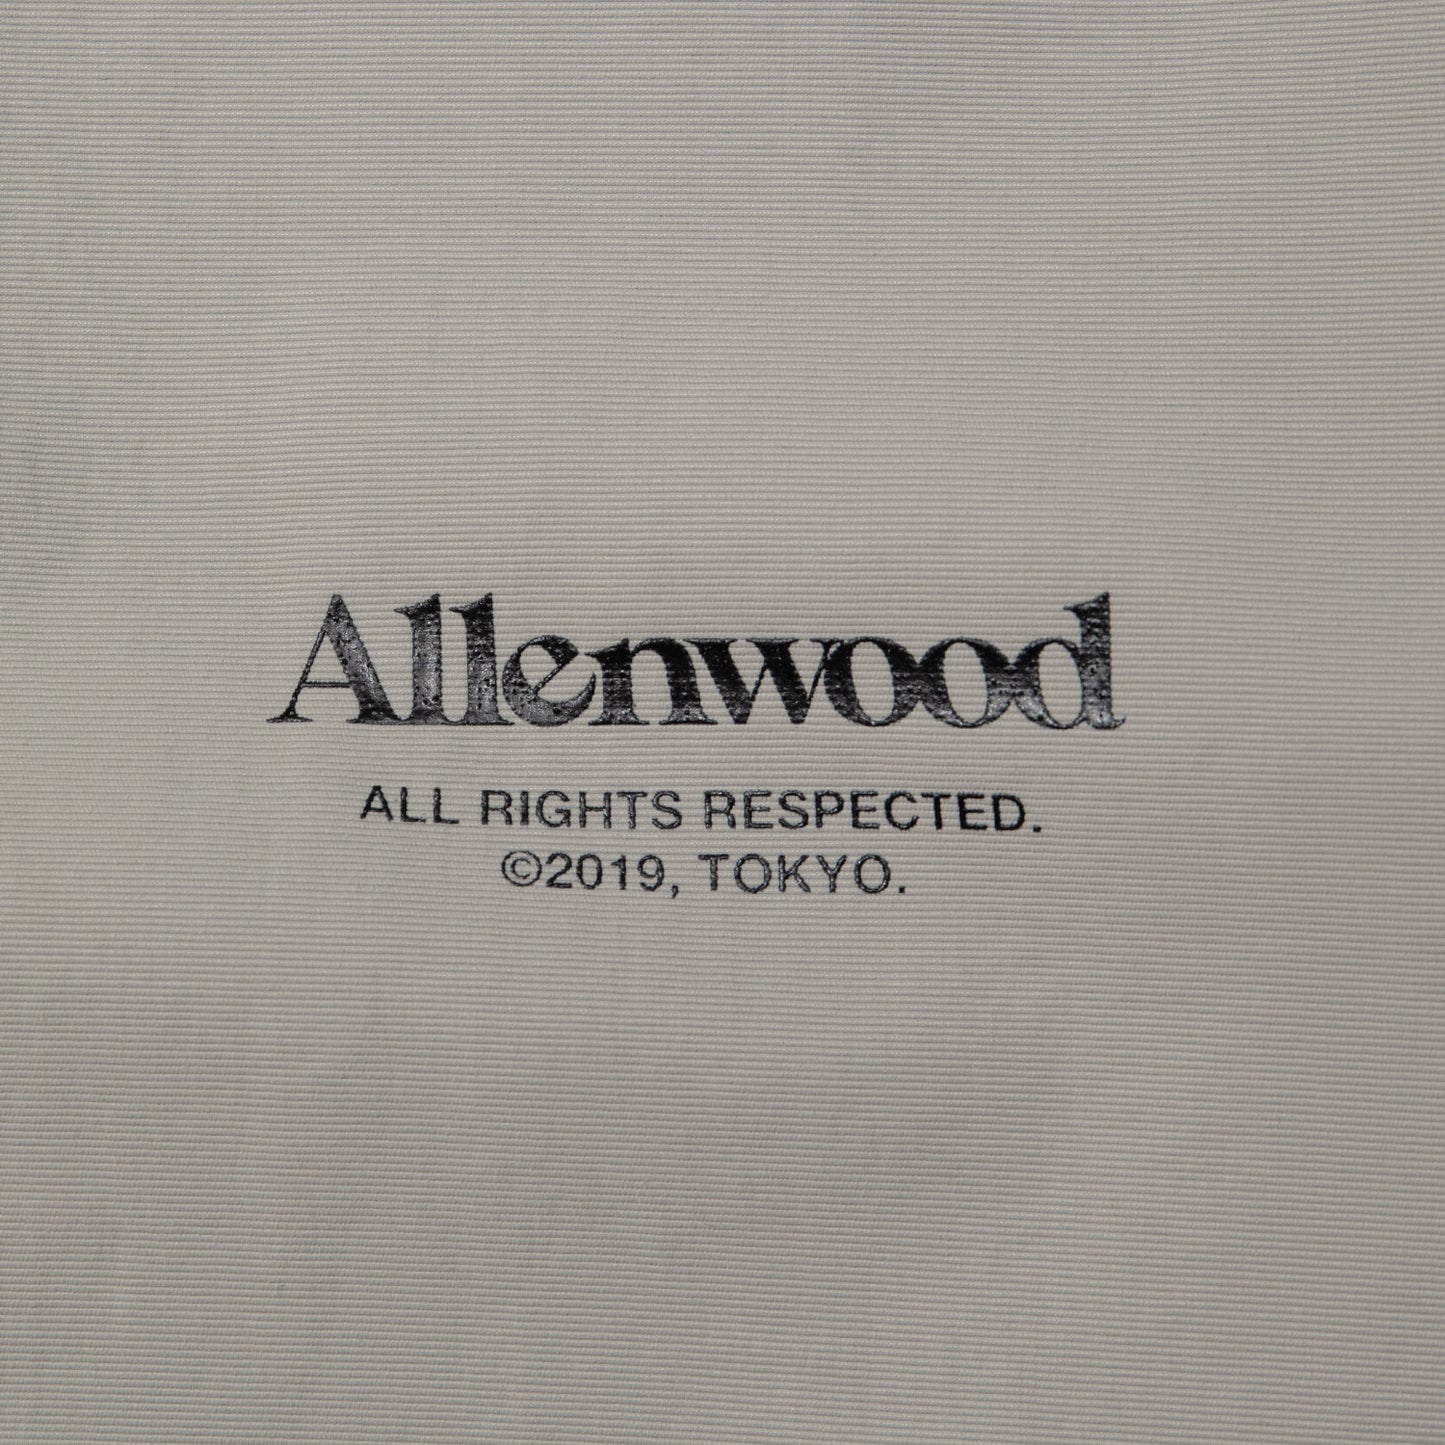 Allenwood
ALL RIGHTS RESPECTED.
©2019, TOKYO.